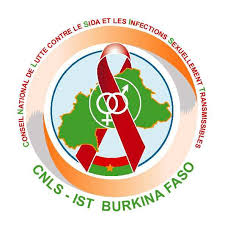 CONSEIL NATIONAL DE LUTTE CONTRE LE SIDA ET LES INFECTIONS SEXUELLEMENT TRANSMISSIBLES
CNLS - IST BURKINA FASO